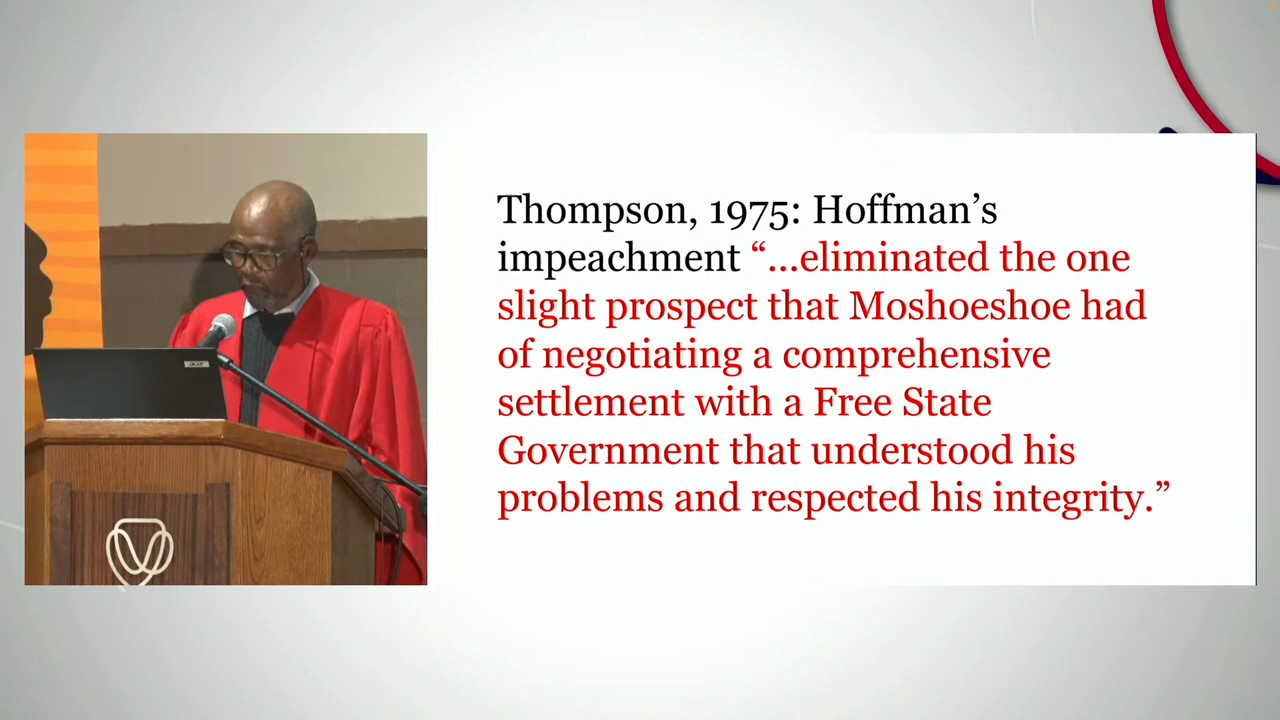 Thompson, 1975: Hoffman’s
impeachment “...eliminated the one
slight prospect that Moshoeshoe had
of negotiating a comprehensive
settlement with a Free State
Government that understood his
problems and respected his integrity.”
acer